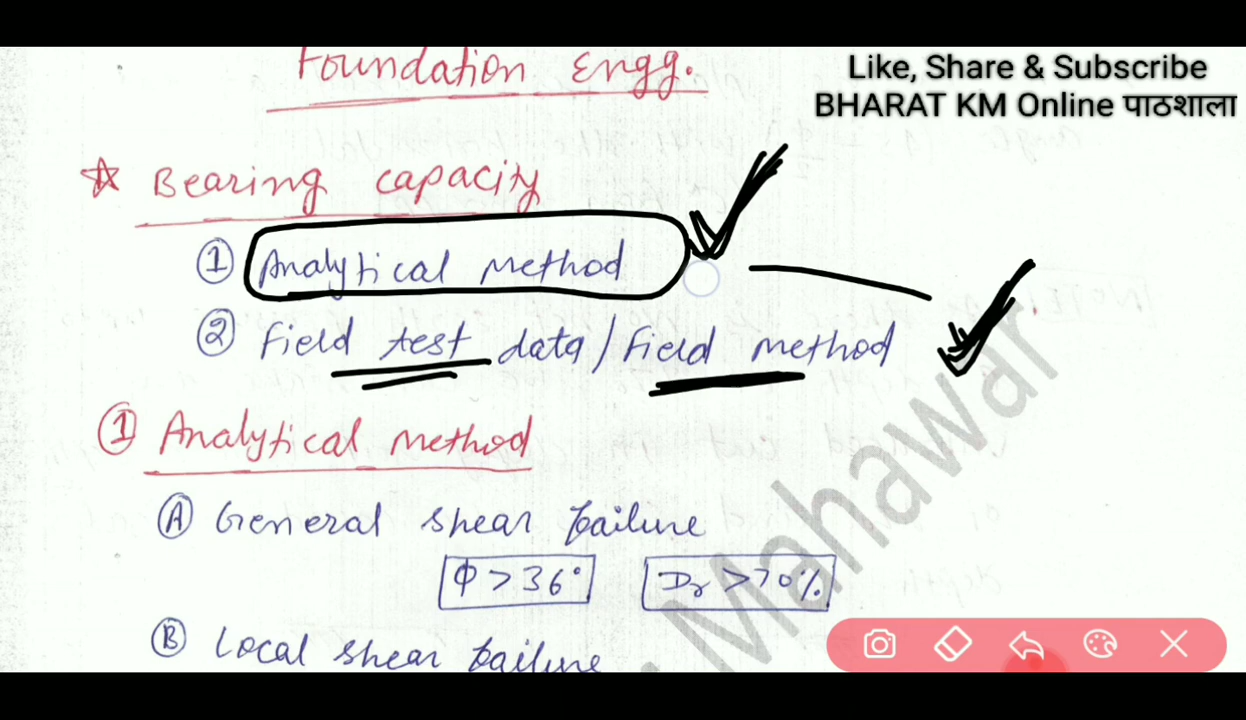 Foundation Engg.
Like, Share & Subscribe
BHARAT KM Online पाठशाला
☆ Bearing capacity
① Analytical method
② Field test data / Field method
① Analytical method
Ⓐ General shear failure
Φ > 36° Dr > 70%
Ⓑ Local shear failure
Mahawar